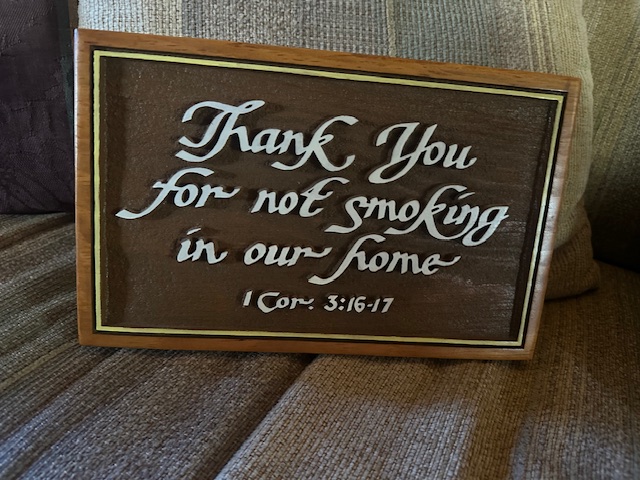 Thank You
for not smoking
in our home
1 Cor. 3:16-17